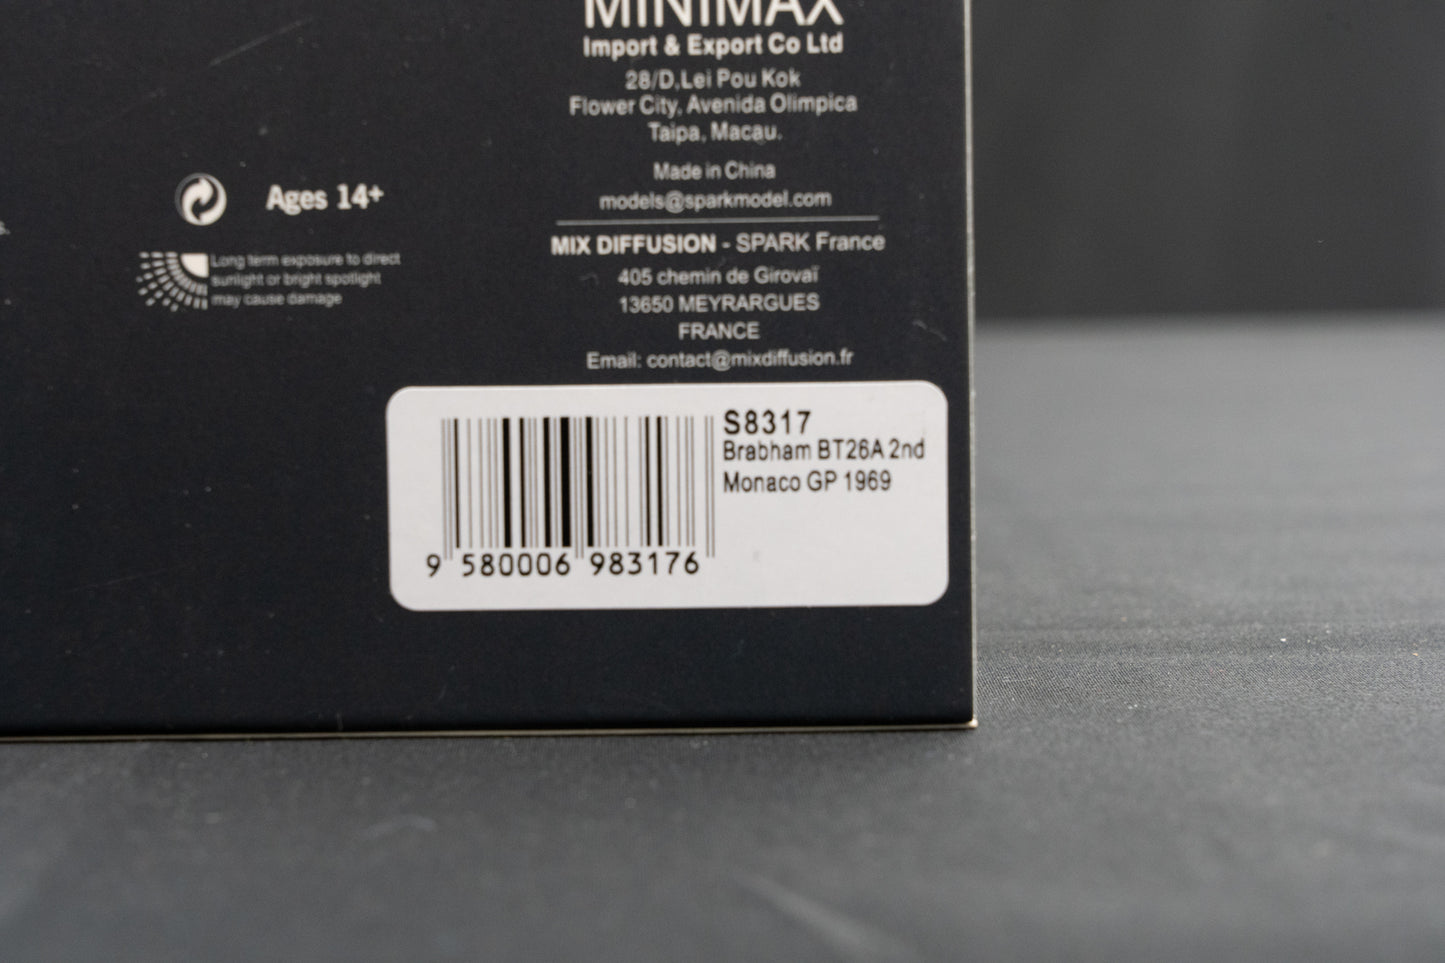 MINIMAX
Import & Export Co Ltd
28/D,Lei Pou Kok
Flower City, Avenida Olimpica
Taipa, Macau.
Made in China
models@sparkmodel.com
Ages 14+
Long term exposure to direct
sunlight or bright spotlight
may cause damage
MIX DIFFUSION - SPARK France
405 chemin de Girovaï
13650 MEYRARGUES
FRANCE
Email: contact@mixdiffusion.fr
S8317
Brabham BT26A 2nd
Monaco GP 1969
9 580006 983176